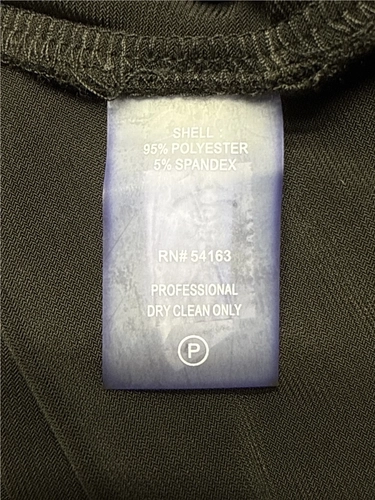 SHELL:
95% POLYESTER
5% SPANDEX
RN# 54163
PROFESSIONAL
DRY CLEAN ONLY
P